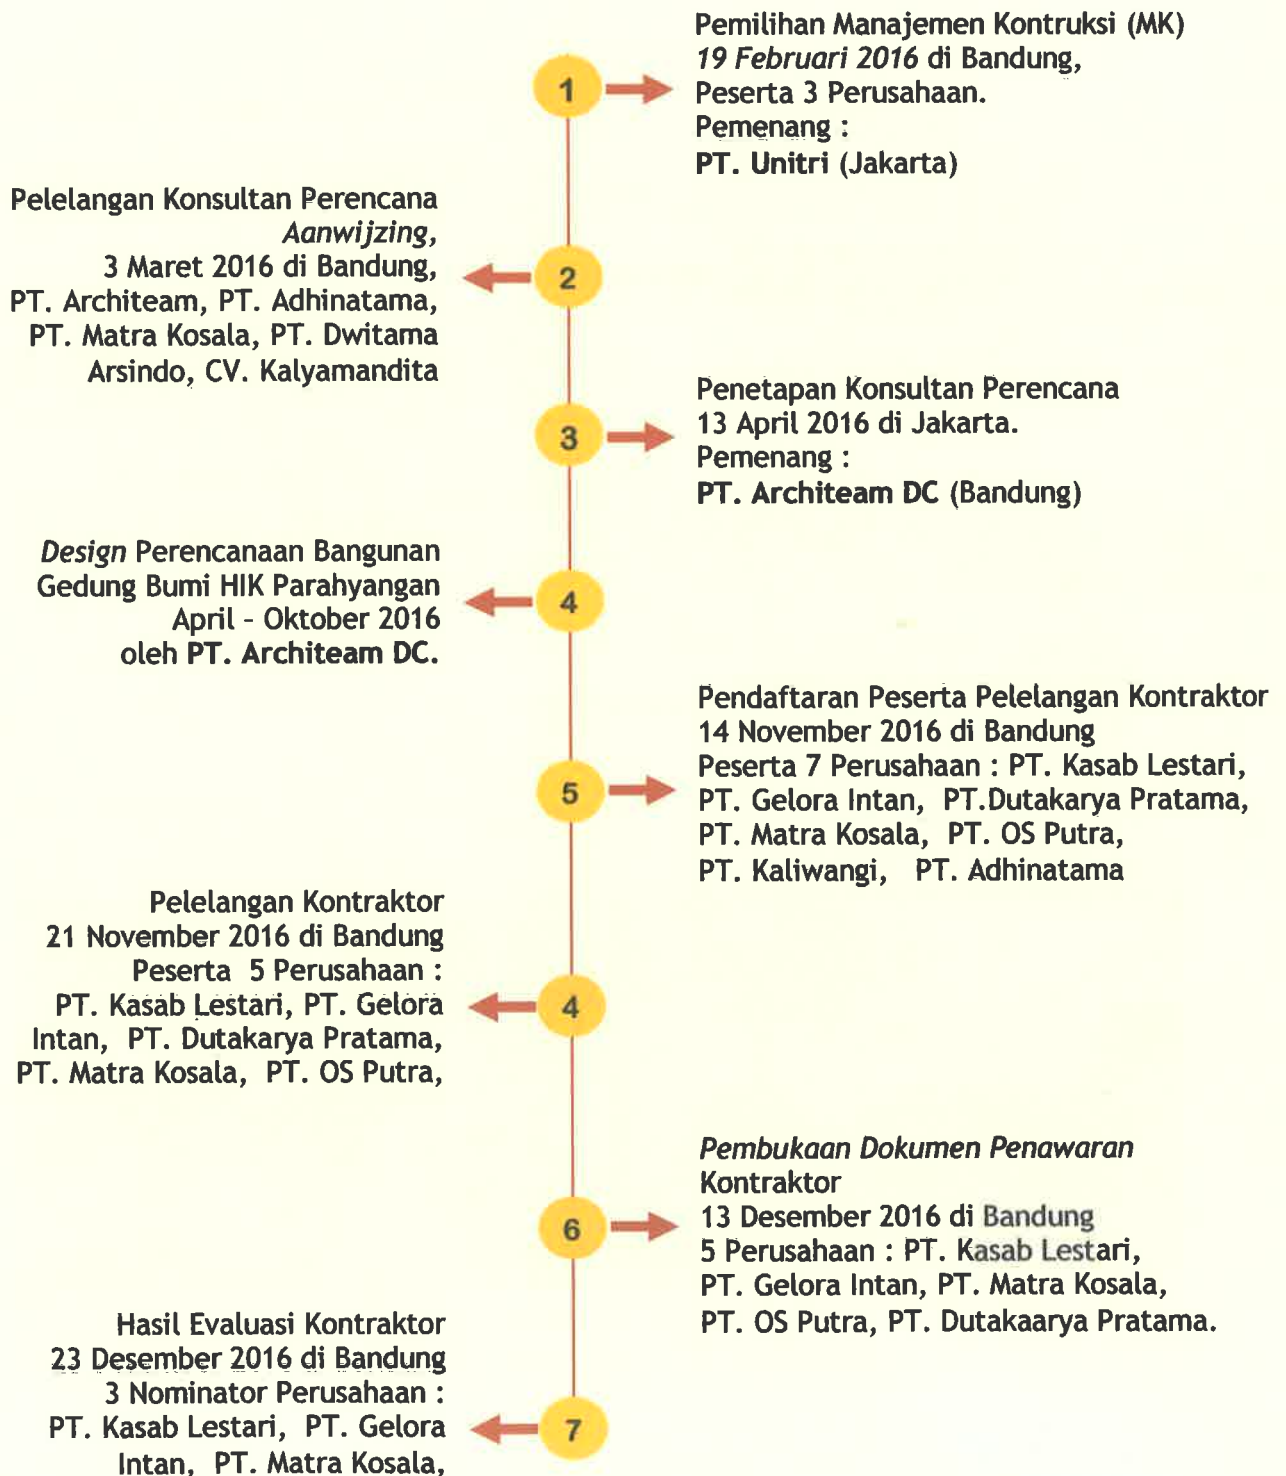 Pemilihan Manajemen Kontruksi (MK)
19 Februari 2016 di Bandung,
Peserta 3 Perusahaan.
Pemenang :
PT. Unitri (Jakarta)
1
Pelelangan Konsultan Perencana
Aanwijzing,
3 Maret 2016 di Bandung,
PT. Architeam, PT. Adhinatama,
PT. Matra Kosala, PT. Dwitama
Arsindo, CV. Kalyamandita
2
Penetapan Konsultan Perencana
13 April 2016 di Jakarta.
Pemenang :
PT. Architeam DC (Bandung)
3
Design Perencanaan Bangunan
Gedung Bumi HIK Parahyangan
April - Oktober 2016
oleh PT. Architeam DC.
4
Pendaftaran Peserta Pelelangan Kontraktor
14 November 2016 di Bandung
Peserta 7 Perusahaan : PT. Kasab Lestari,
PT. Gelora Intan, PT.Dutakarya Pratama,
PT. Matra Kosala, PT. OS Putra,
PT. Kaliwangi, PT. Adhinatama
5
Pelelangan Kontraktor
21 November 2016 di Bandung
Peserta 5 Perusahaan :
PT. Kasab Lestari, PT. Gelora
Intan, PT. Dutakarya Pratama,
PT. Matra Kosala, PT. OS Putra,
4
Pembukaan Dokumen Penawaran
Kontraktor
13 Desember 2016 di Bandung
5 Perusahaan : PT. Kasab Lestari,
PT. Gelora Intan, PT. Matra Kosala,
PT. OS Putra, PT. Dutakaarya Pratama.
6
Hasil Evaluasi Kontraktor
23 Desember 2016 di Bandung
3 Nominator Perusahaan :
PT. Kasab Lestari, PT. Gelora
Intan, PT. Matra Kosala,
7